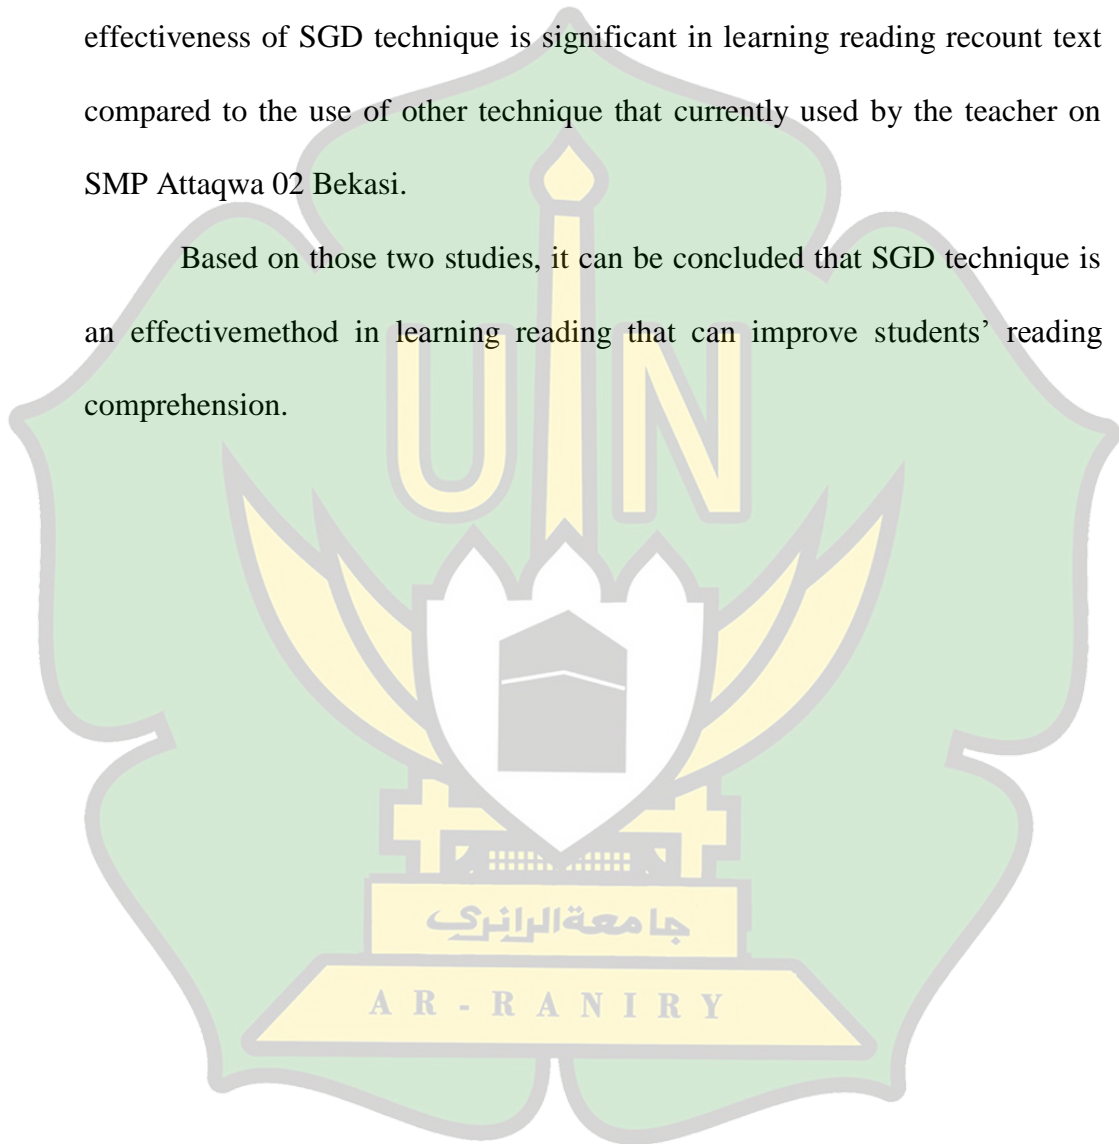 effectiveness of SGD technique is significant in learning reading recount text
compared to the use of other technique that currently used by the teacher on
SMP Attaqwa 02 Bekasi.
Based on those two studies, it can be concluded that SGD technique is
an effectivemethod in learning reading that can improve students’ reading
comprehension.
UIN
جامعة الرانري
AR-RANIRY